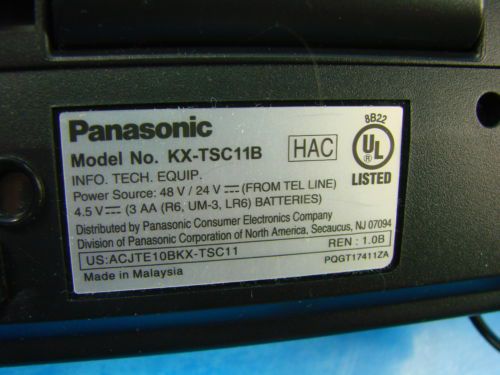 Panasonic
Model No. KX-TSC11B
HAC
8B22
UL
LISTED
INFO. TECH. EQUIP.
Power Source: 48 V / 24 V ⎓ (FROM TEL LINE)
4.5 V ⎓ (3 AA (R6, UM-3, LR6) BATTERIES)
Distributed by Panasonic Consumer Electronics Company
Division of Panasonic Corporation of North America, Secaucus, NJ 07094
US:ACJTE10BKX-TSC11
REN : 1.0B
Made in Malaysia
PQGT17411ZA